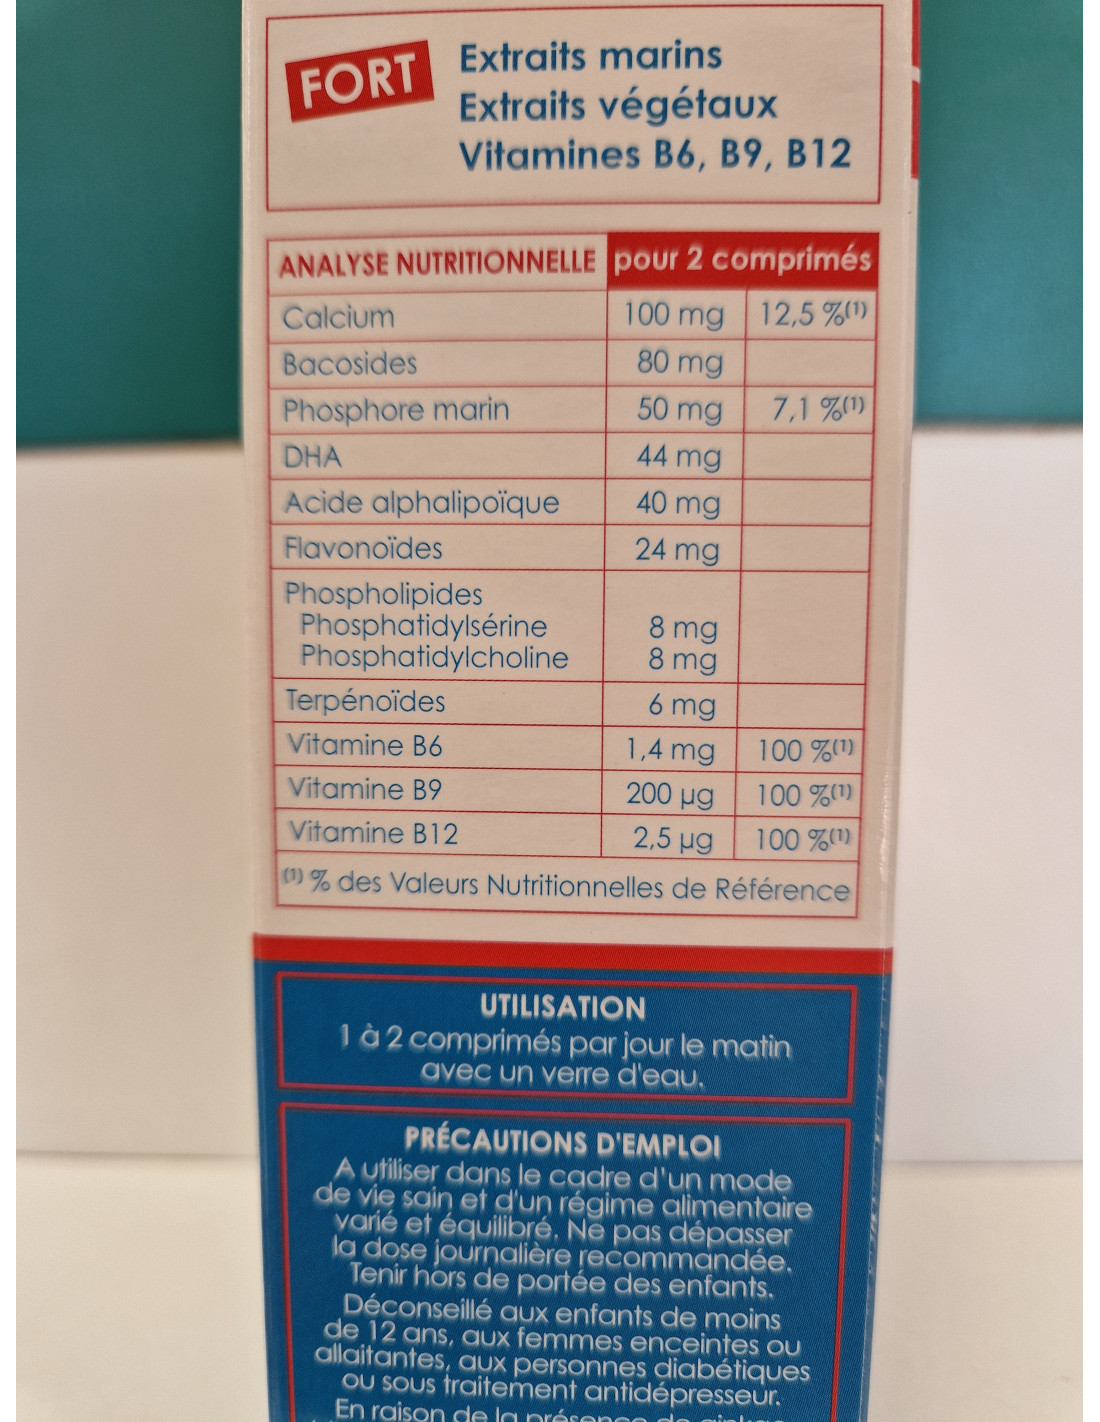 FORT
Extraits marins
Extraits végétaux
Vitamines B6, B9, B12
ANALYSE NUTRITIONNELLE pour 2 comprimés
Calcium 100 mg 12,5 %(1)
Bacosides 80 mg
Phosphore marin 50 mg 7,1 %(1)
DHA 44 mg
Acide alphalipoïque 40 mg
Flavonoïdes 24 mg
Phospholipides
Phosphatidylsérine 8 mg
Phosphatidylcholine 8 mg
Terpénoïdes 6 mg
Vitamine B6 1,4 mg 100 %(1)
Vitamine B9 200 µg 100 %(1)
Vitamine B12 2,5 µg 100 %(1)
(1) % des Valeurs Nutritionnelles de Référence
UTILISATION
1 à 2 comprimés par jour le matin
avec un verre d'eau.
PRÉCAUTIONS D'EMPLOI
A utiliser dans le cadre d'un mode
de vie sain et d'un régime alimentaire
varié et équilibré. Ne pas dépasser
la dose journalière recommandée.
Tenir hors de portée des enfants.
Déconseillé aux enfants de moins
de 12 ans, aux femmes enceintes ou
allaitantes, aux personnes diabétiques
ou sous traitement antidépresseur.
En raison de la présence de